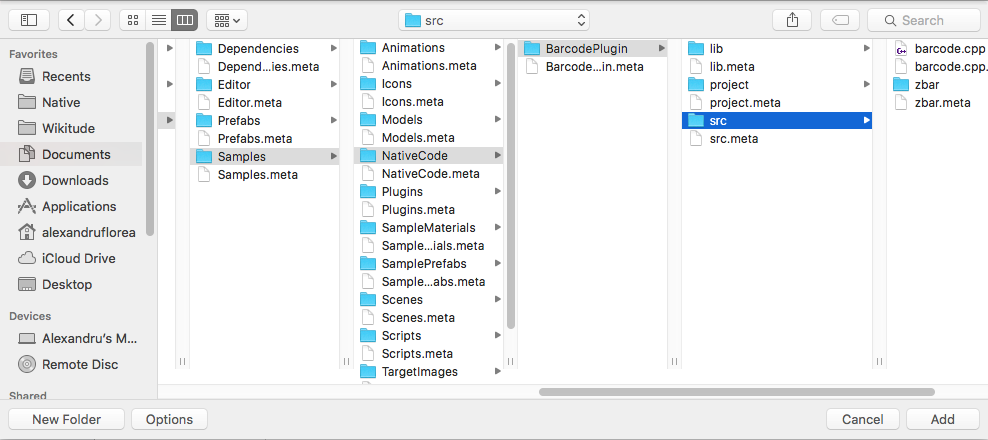 src
Search
Favorites
Recents
Native
Wikitude
Documents
Downloads
Applications
alexandruflorea
iCloud Drive
Desktop
Devices
Alexandru's M...
Remote Disc
Shared
Dependencies
Depend...ies.meta
Editor
Editor.meta
Prefabs
Prefabs.meta
Samples
Samples.meta
Animations
Animations.meta
Icons
Icons.meta
Models
Models.meta
NativeCode
NativeCode.meta
Plugins
Plugins.meta
SampleMaterials
Sample...ials.meta
SamplePrefabs
Sample...abs.meta
Scenes
Scenes.meta
Scripts
Scripts.meta
TargetImages
BarcodePlugin
Barcode...in.meta
lib
lib.meta
project
project.meta
src
src.meta
barcode.cpp
barcode.cpp.
zbar
zbar.meta
New Folder
Options
Cancel
Add